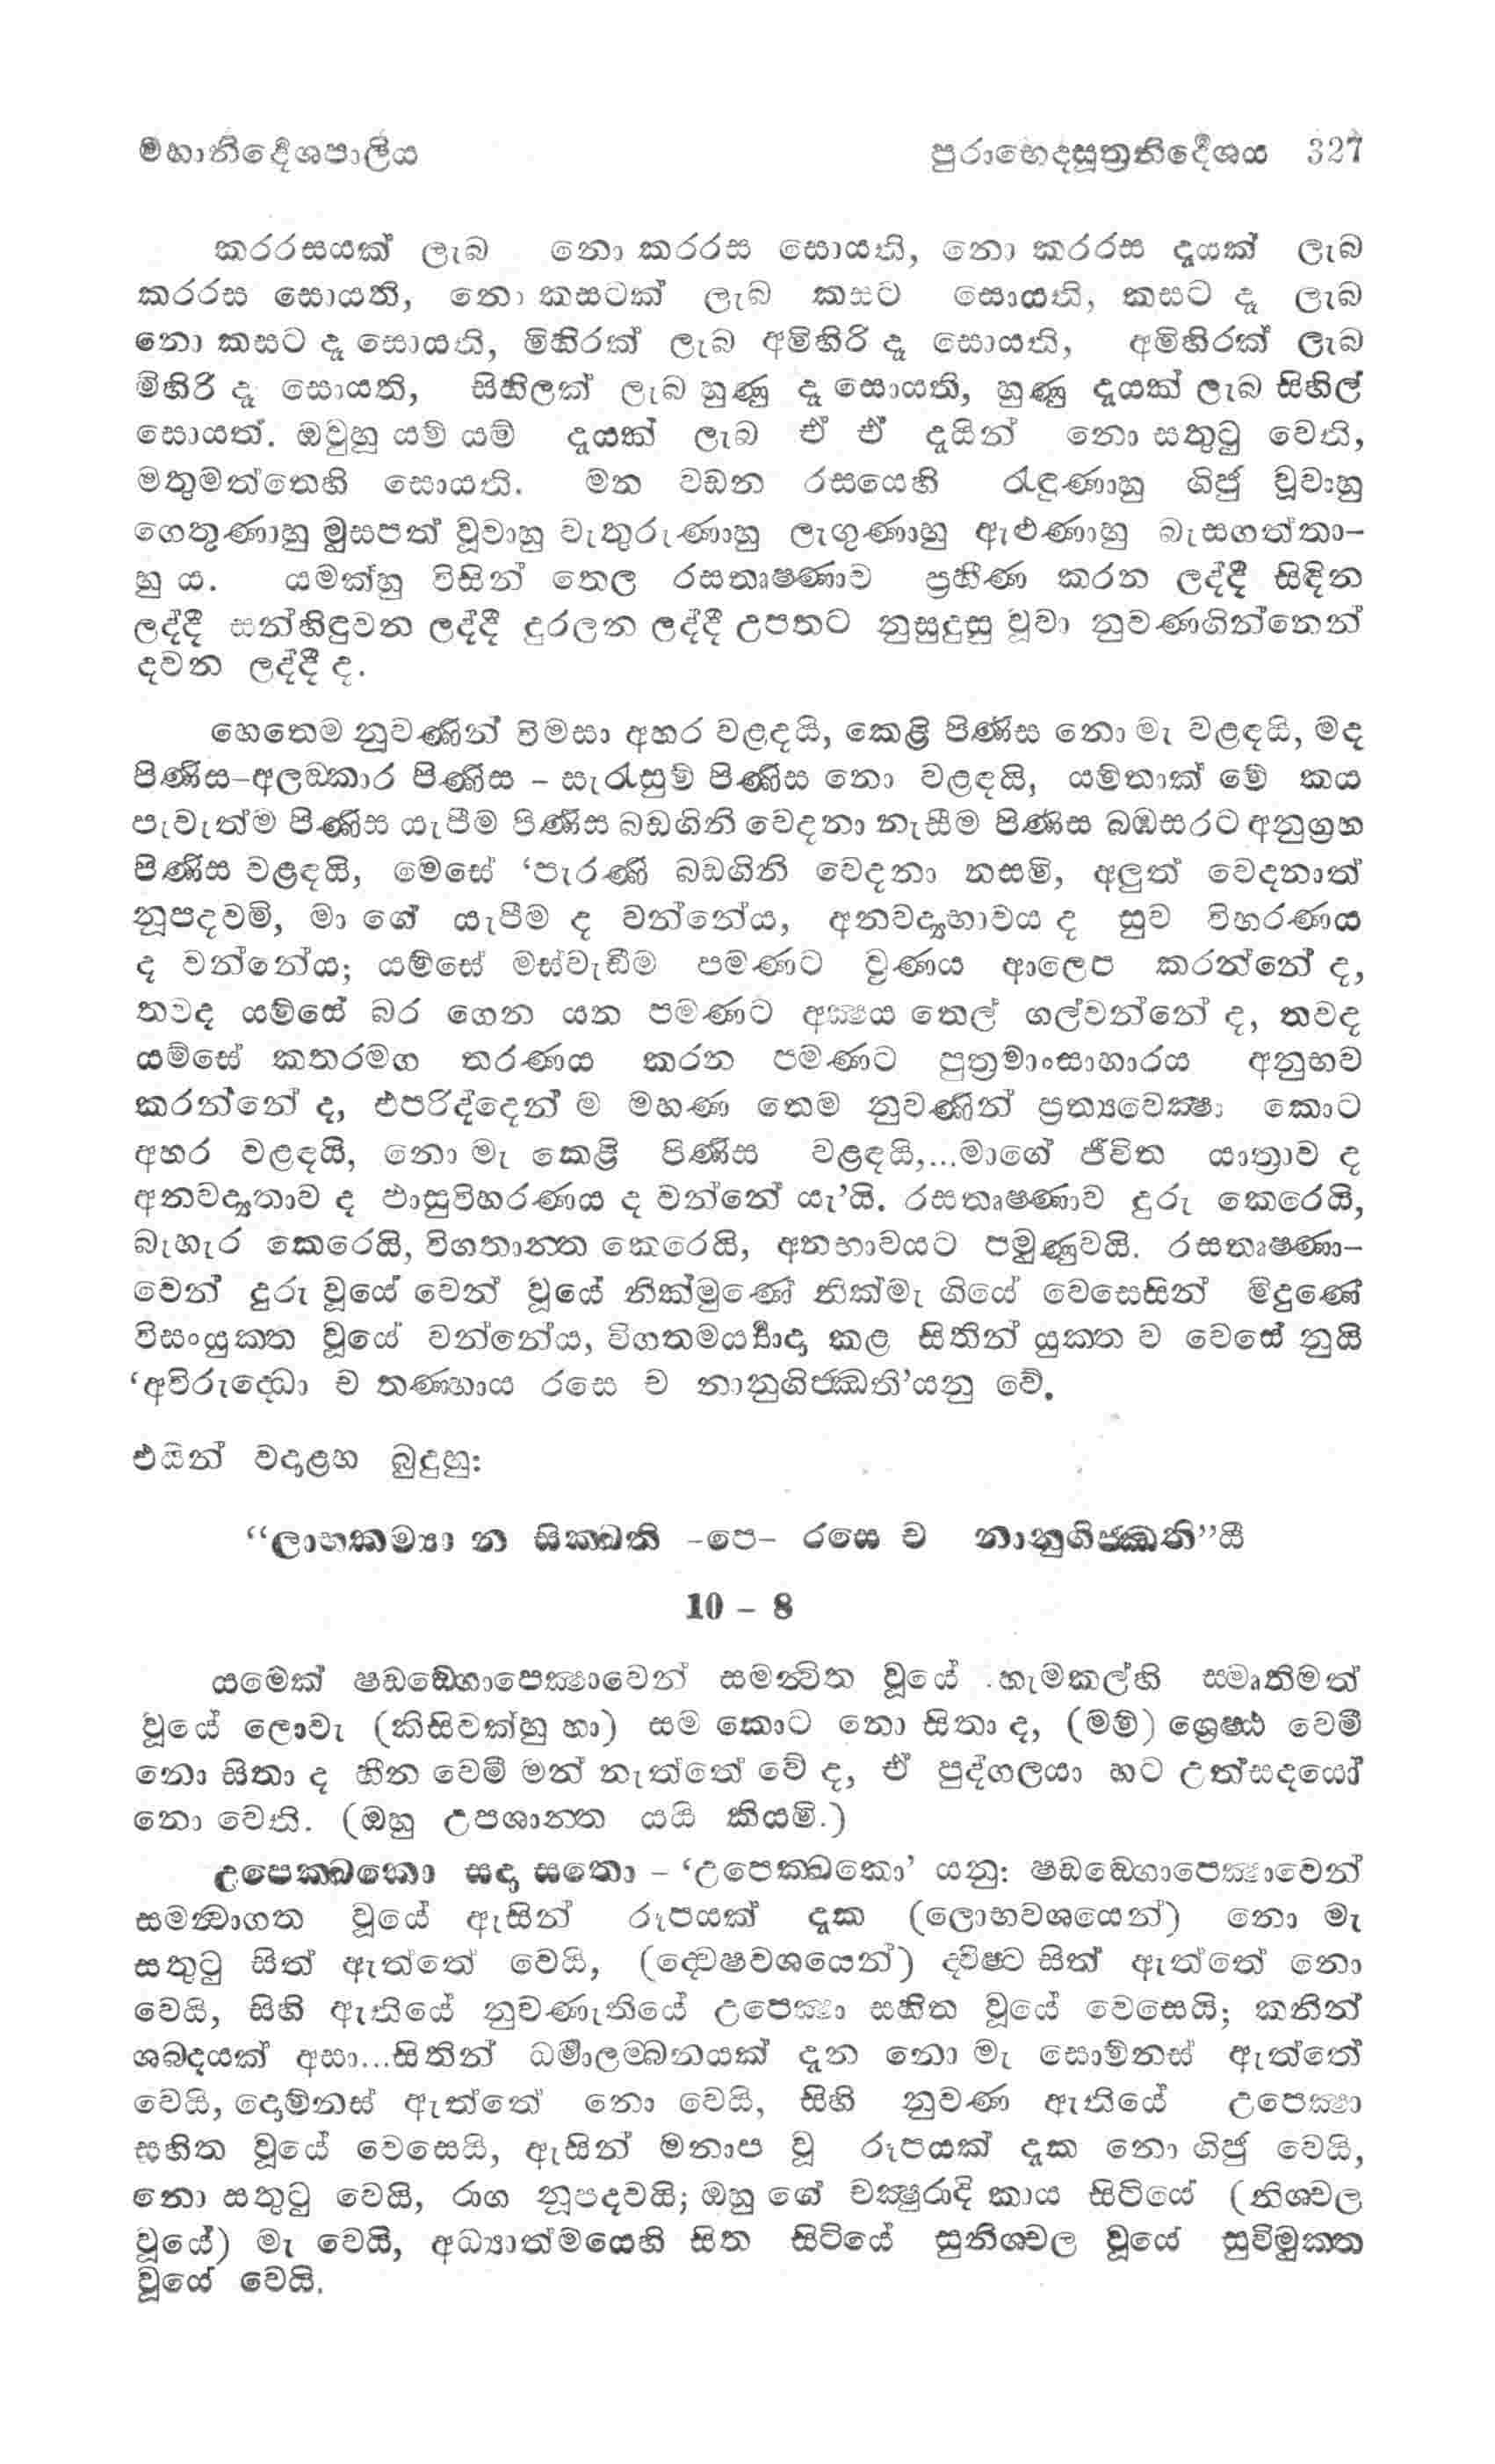 මහානිද්දේශපාලිය පුරාභෙදසූත්‍රනිර්දේශය 327
කරරසයක් ලැබ නො කරරස සොයති, නො කරරස දෑයක් ලැබ
කරරස සොයති, නො කසටක් ලැබ කසට සොයති, කසට දෑ ලැබ
නො කසට දෑ සොයති, මිහිරක් ලැබ අමිහිරි දෑ සොයති, අමිහිරක් ලැබ
මිහිරි දෑ සොයති, සිහිලක් ලැබ හුණු දෑ සොයති, හුණු දෑයක් ලැබ සිහිල්
සොයත්. ඔවුහු යම් යම් දෑයක් ලැබ ඒ ඒ දෑයින් නො සතුටු වෙති,
මතුමත්තෙහි සොයති. මන වඩන රසයෙහි රැඳුණාහු ගිජු වූවාහු
ගෙතුණාහු මුසපත් වූවාහු වැතුරුණාහු ලැගුණාහු ඇළුණාහු බැසගත්තා-
හු ය. යමක්හු විසින් තෙල රසතෘෂ්ණාව ප්‍රහීණ කරන ලද්දී සිඳින
ලද්දී සන්හිඳුවන ලද්දී දුරලන ලද්දී උපතට නුසුදුසු වූවා නුවණගින්නෙන්
දවන ලද්දී ද.
හෙතෙම නුවණින් විමසා අහර වළඳයි, කෙළි පිණිස නො මැ වළඳයි, මද
පිණිස-අලඞ්කාර පිණිස - සැරැසුම් පිණිස නො වළඳයි, යම්තාක් මේ කය
පැවැත්ම පිණිස යැපීම පිණිස බඩගිනි වෙදනා නැසීම පිණිස බඹසරට අනුග්‍රහ
පිණිස වළඳයි, මෙසේ ‘පැරණි බඩගිනි වෙදනා නසමි, අලුත් වෙදනාත්
නූපදවමි, මා ගේ යැපීම ද වන්නේය, අනවද්‍යභාවය ද සුව විහරණය
ද වන්නේය; යම්සේ මස්වැඩීම පමණට ව්‍රණය ආලෙප කරන්නේ ද,
තවද යම්සේ බර ගෙන යන පමණට අක්‍ෂය තෙල් ගල්වන්නේ ද, තවද
යම්සේ කතරමග තරණය කරන පමණට පුත්‍රමාංසාහාරය අනුභව
කරන්නේ ද, එපරිද්දෙන් ම මහණ තෙම නුවණින් ප්‍රත්‍යවෙක්‍ෂා කොට
අහර වළඳයි, නො මැ කෙළි පිණිස වළඳයි,...මාගේ ජීවිත යාත්‍රාව ද
අනවද්‍යතාව ද ඵාසුවිහරණය ද වන්නේ යැ’යි. රසතෘෂ්ණාව දුරු කෙරෙයි,
බැහැර කෙරෙයි, විගතාන්ත කෙරෙයි, අනභාවයට පමුණුවයි. රසතෘෂ්ණා-
වෙන් දුරු වූයේ වෙන් වූයේ නික්මුණේ නික්මැ ගියේ වෙසෙසින් මිදුණේ
විසංයුක්ත වූයේ වන්නේය, විගතමර්‍ය්‍යාදා කළ සිතින් යුක්ත ව වෙසේ නුයි
‘අවිරුද්ධො ච තණ්හාය රසෙ ච නානුගිජ්ඣති’යනු වේ.
එයින් වදාළහ බුදුහු:
“ලාභකම්‍යා න සික්ඛති -පෙ- රසෙ ච නානුගිජ්ඣති”යී
10 - 8
යමෙක් ෂඩඞ්ගොපෙක්‍ෂාවෙන් සමන්විත වූයේ හැමකල්හි ස්මෘතිමත්
වූයේ ලොවැ (කිසිවක්හු හා) සම කොට නො සිතා ද, (මම්) ශ්‍රෙෂ්ඨ වෙමී
නො සිතා ද හීන වෙමී මන් නැත්තේ වේ ද, ඒ පුද්ගලයා හට උත්සදයෝ
නො වෙති. (ඔහු උපශාන්ත යයි කියමි.)
උපෙක්ඛකො සදා සතො - ‘උපෙක්ඛකො’ යනු: ෂඩඞ්ගොපෙක්‍ෂාවෙන්
සමන්වාගත වූයේ ඇසින් රූපයක් දැක (ලොභවශයෙන්) නො මැ
සතුටු සිත් ඇත්තේ වෙයි, (ද්වෙෂවශයෙන්) ද්විෂ්ට සිත් ඇත්තේ නො
වෙයි, සිහි ඇතියේ නුවණැතියේ උපෙක්‍ෂා සහිත වූයේ වෙසෙයි; කනින්
ශබ්දයක් අසා...සිතින් ධර්මාලම්බනයක් දැන නො මැ සොම්නස් ඇත්තේ
වෙයි, දොම්නස් ඇත්තේ නො වෙයි, සිහි නුවණ ඇතියේ උපෙක්‍ෂා
සහිත වූයේ වෙසෙයි, ඇසින් මනාප වූ රූපයක් දැක නො ගිජු වෙයි,
නො සතුටු වෙයි, රාග නූපදවයි; ඔහු ගේ චක්‍ෂුරාදි කාය සිටියේ (නිශ්චල
වූයේ) මැ වෙයි, අධ්‍යාත්මයෙහි සිත සිටියේ සුනිශ්චල වූයේ සුවිමුක්ත
වූයේ වෙයි.